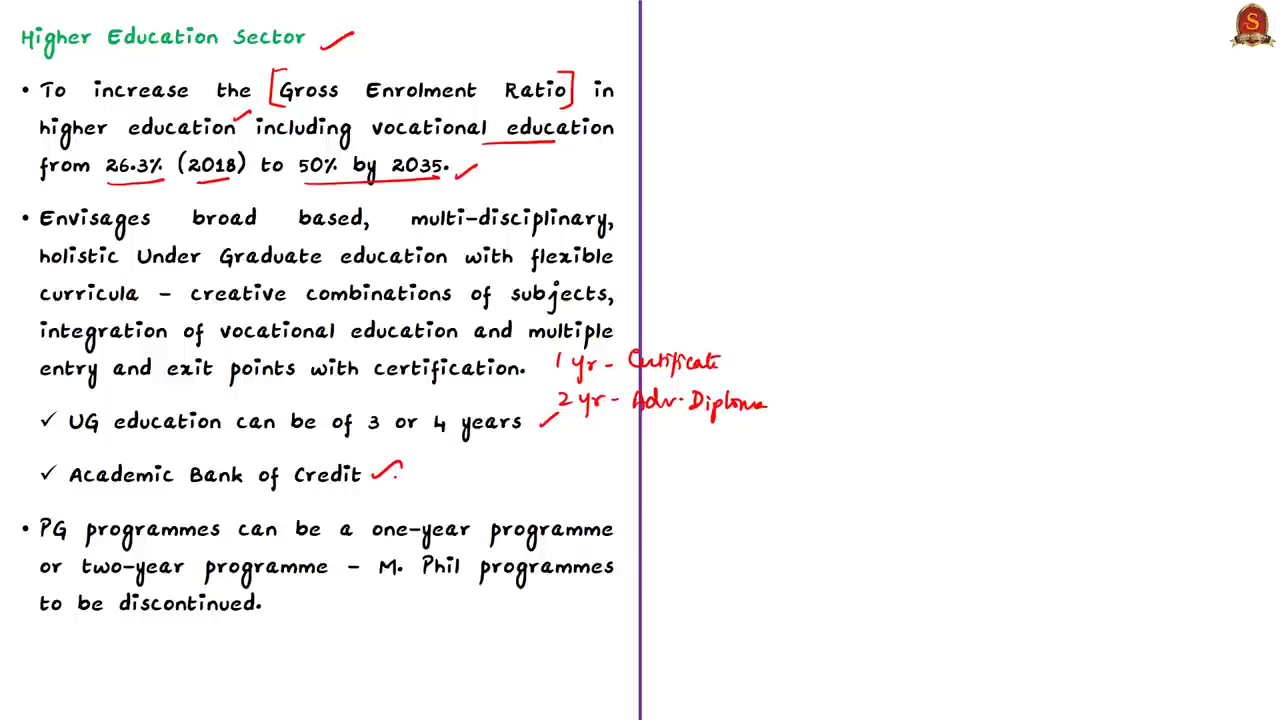 Higher Education Sector
• To increase the [Gross Enrolment Ratio] in
higher education including vocational education
from 26.3% (2018) to 50% by 2035.
• Envisages broad based, multi-disciplinary,
holistic Under Graduate education with flexible
curricula – creative combinations of subjects,
integration of vocational education and multiple
entry and exit points with certification.
1 yr - Certificate
2 yr - Adv. Diploma
✓ UG education can be of 3 or 4 years
✓ Academic Bank of Credit
• PG programmes can be a one-year programme
or two-year programme – M. Phil programmes
to be discontinued.
S